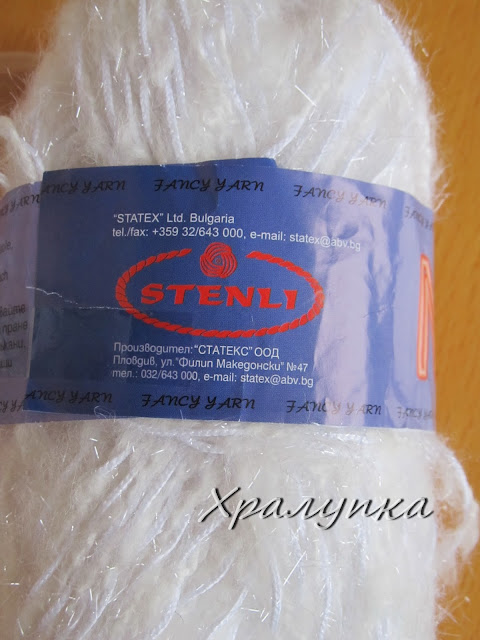 FANCY YARN FANCY YARN FANCY YARN
"STATEX" Ltd. Bulgaria
tel./fax: +359 32/643 000, e-mail: statex@abv.bg
STENLI
Производител:"СТАТЕКС" ООД
Пловдив, ул."Филип Македонски" №47
тел.: 032/643 000, e-mail: statex@abv.bg
FANCY YARN FANCY YARN FANCY YARN
пране
Хралупка